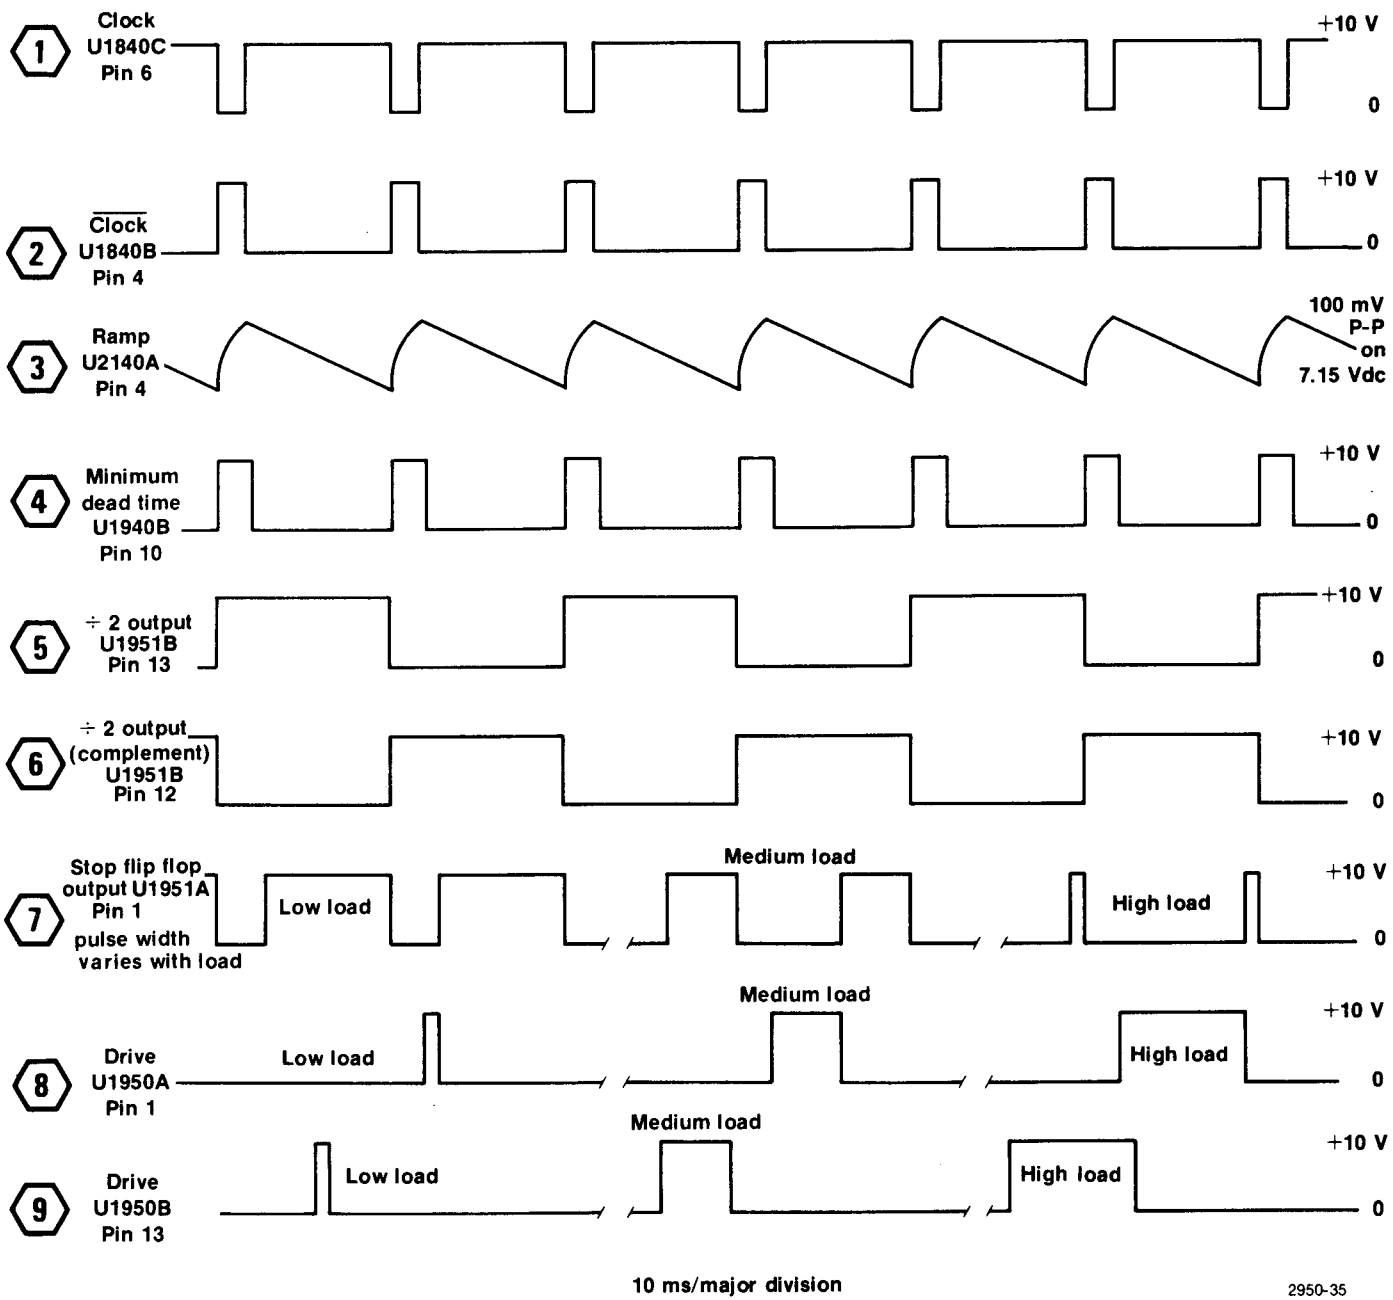 1
Clock
U1840C
Pin 6
+10 V
0
2
Clock
U1840B
Pin 4
+10 V
0
3
Ramp
U2140A
Pin 4
100 mV
P-P
on
7.15 Vdc
4
Minimum
dead time
U1940B
Pin 10
+10 V
0
5
÷ 2 output
U1951B
Pin 13
+10 V
0
6
÷ 2 output
(complement)
U1951B
Pin 12
+10 V
0
7
Stop flip flop
output U1951A
Pin 1
pulse width
varies with load
Low load
Medium load
High load
+10 V
0
8
Drive
U1950A
Pin 1
Low load
Medium load
High load
+10 V
0
9
Drive
U1950B
Pin 13
Low load
Medium load
High load
+10 V
0
10 ms/major division
2950-35